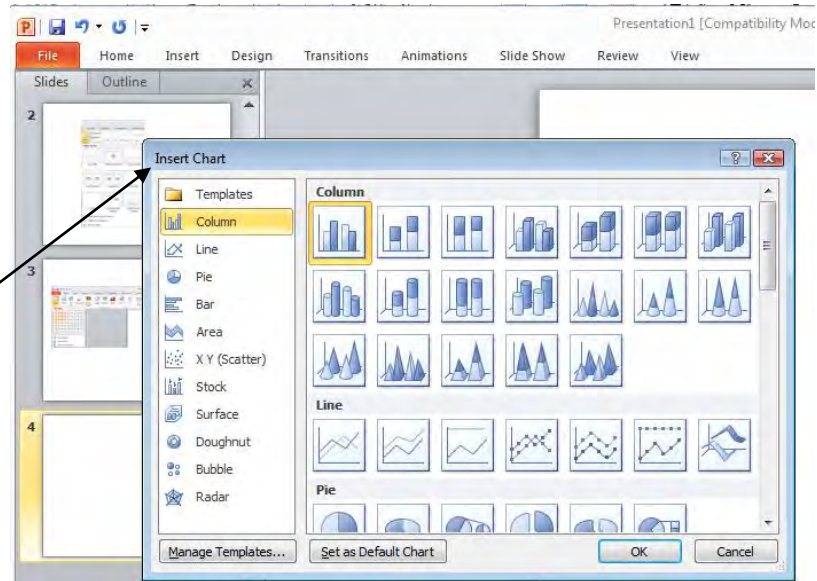 Presentation1 [Compatibility Mod
File Home Insert Design Transitions Animations Slide Show Review View
Slides Outline
2
3
4
Insert Chart
Templates
Column
Line
Pie
Bar
Area
X Y (Scatter)
Stock
Surface
Doughnut
Bubble
Radar
Column
Line
Pie
Manage Templates...
Set as Default Chart
OK
Cancel